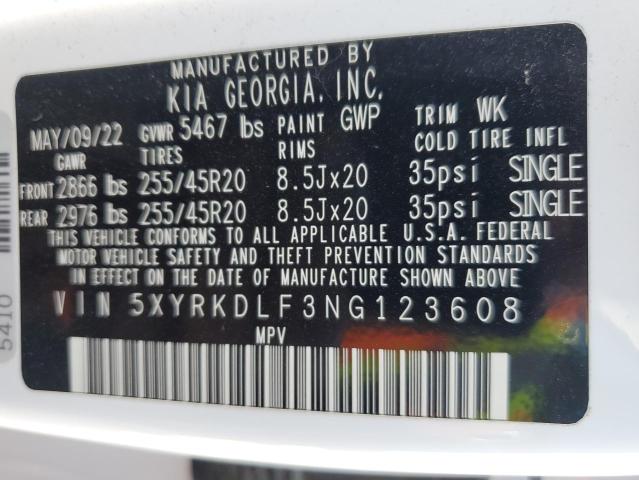 MANUFACTURED BY
KIA GEORGIA, INC.
MAY/09/22 GVWR 5467 lbs PAINT GWP TRIM WK
GAWR TIRES RIMS COLD TIRE INFL
FRONT 2866 lbs 255/45R20 8.5Jx20 35psi SINGLE
REAR 2976 lbs 255/45R20 8.5Jx20 35psi SINGLE
THIS VEHICLE CONFORMS TO ALL APPLICABLE U.S.A. FEDERAL
MOTOR VEHICLE SAFETY AND THEFT PREVENTION STANDARDS
IN EFFECT ON THE DATE OF MANUFACTURE SHOWN ABOVE
VIN 5XYRKDLF3NG123608
MPV
5410